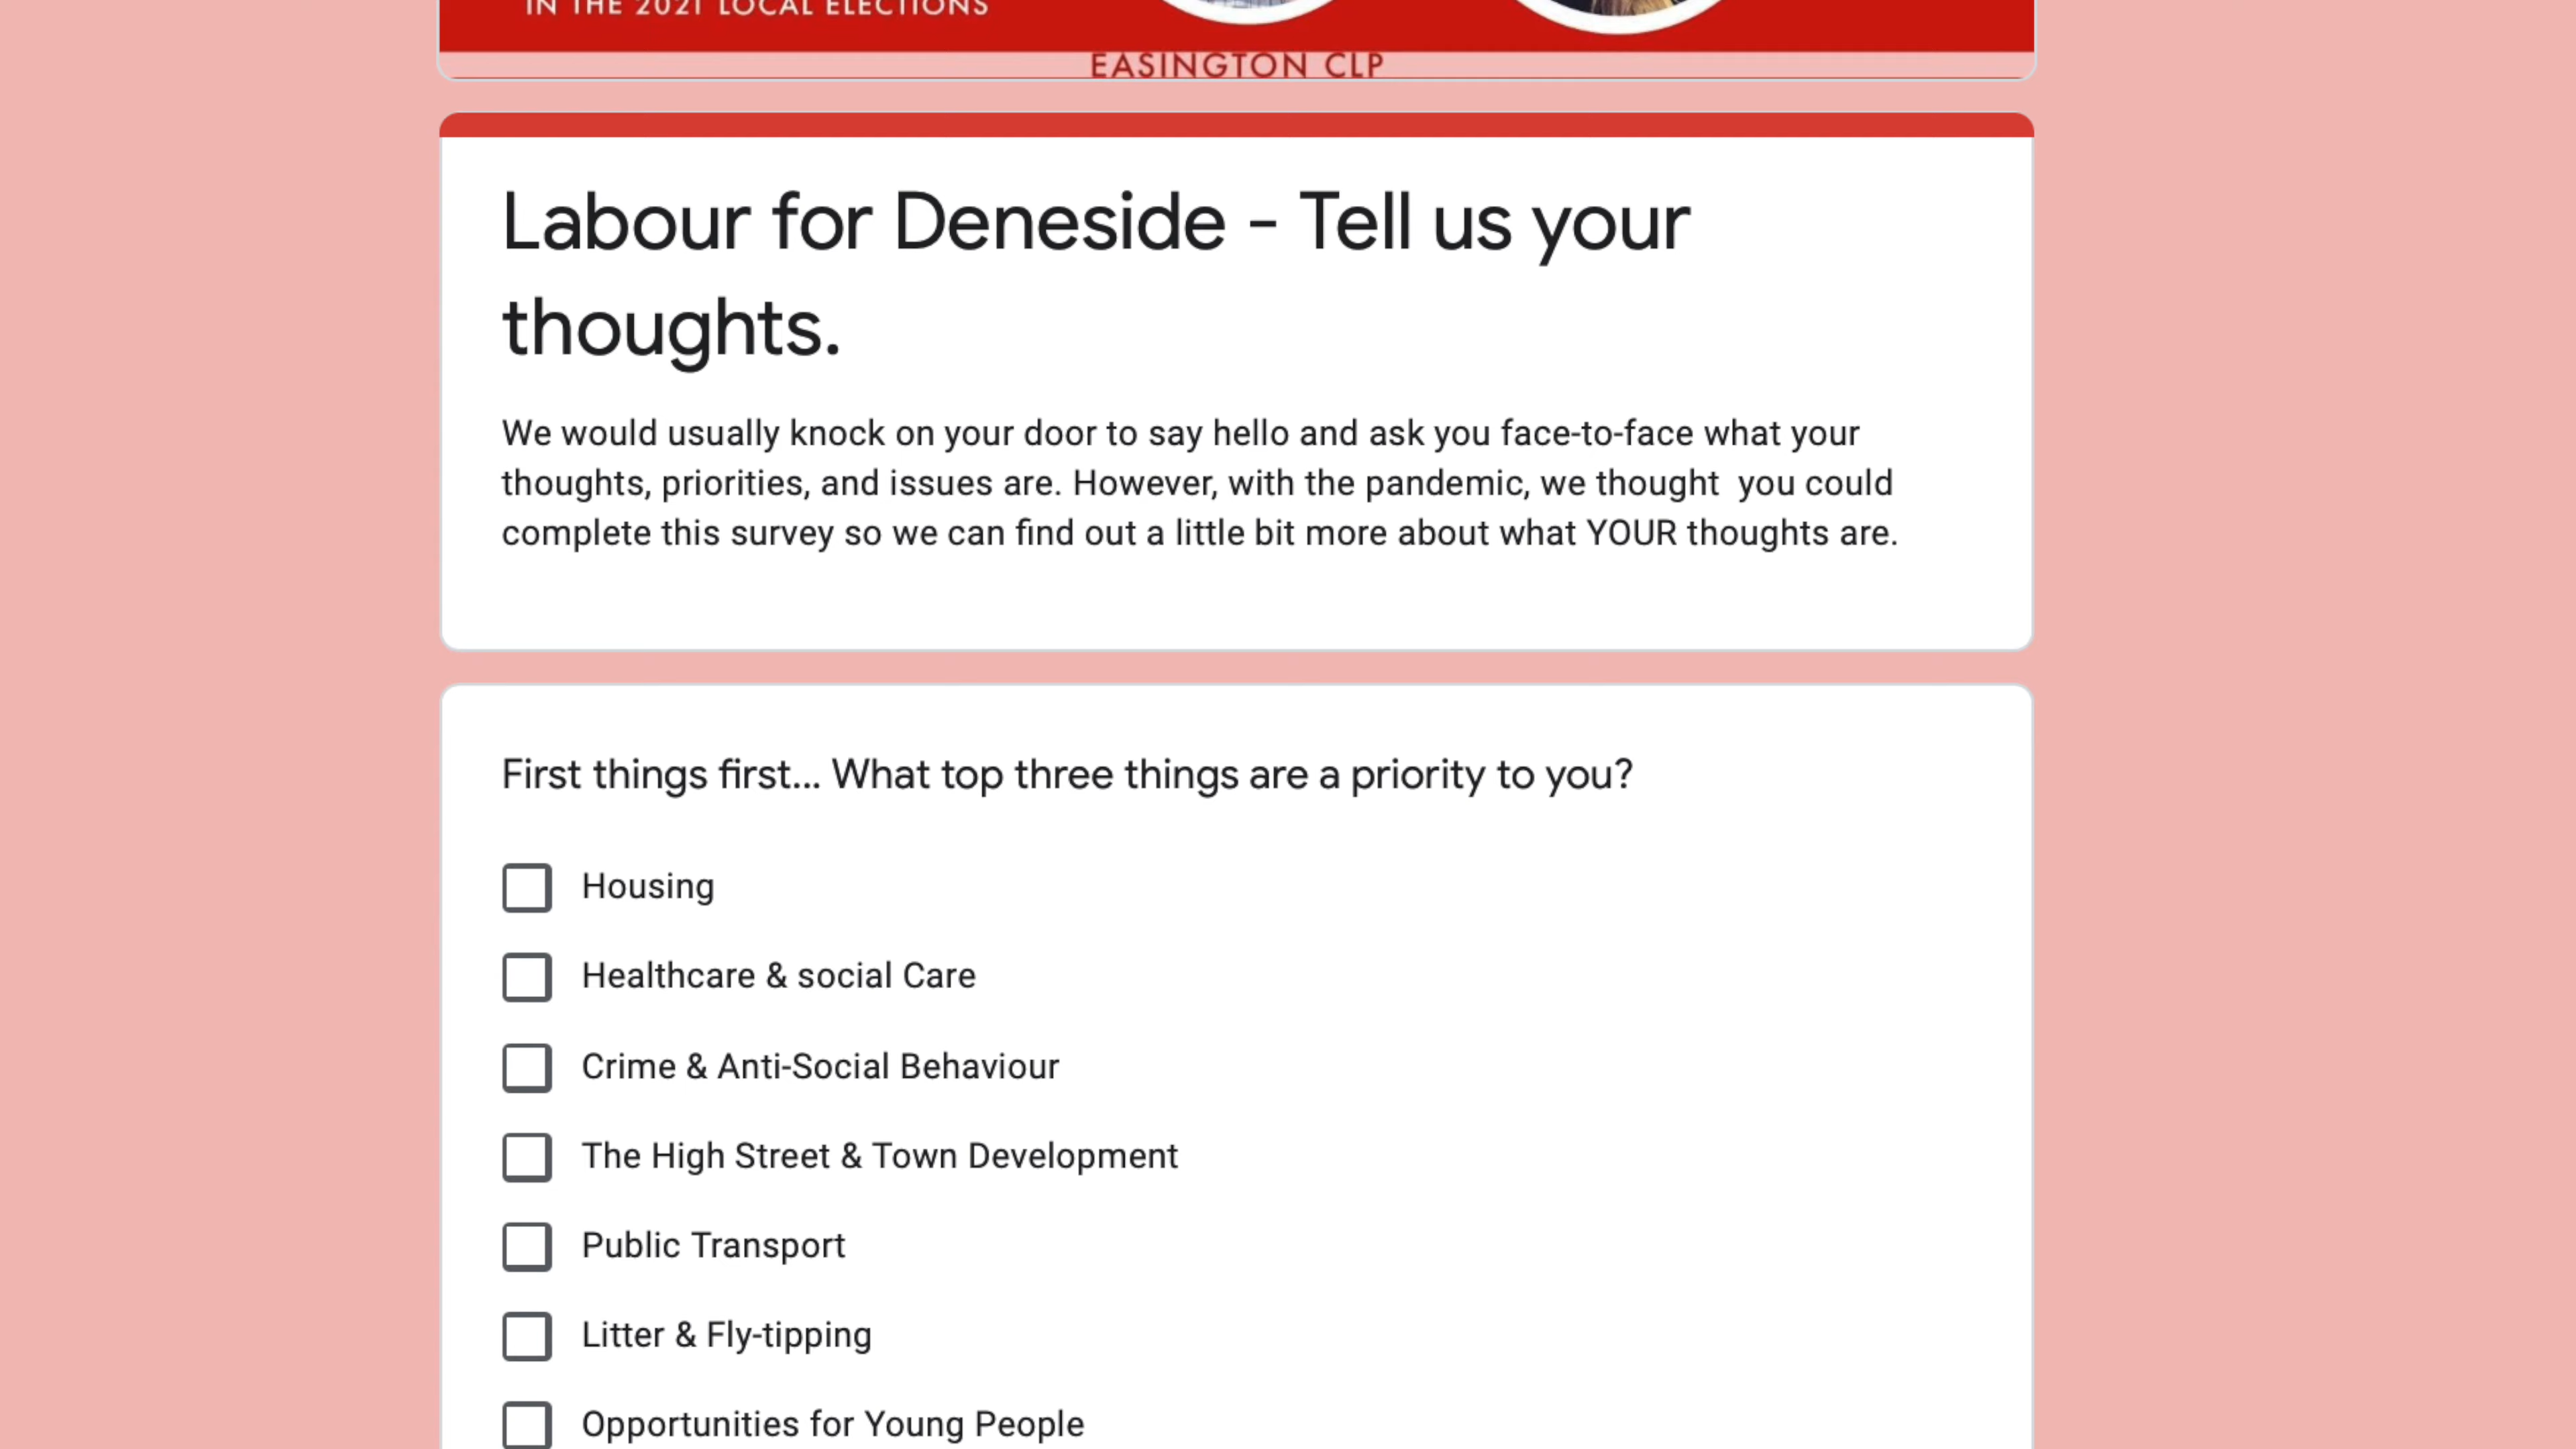 IN THE 2021 LOCAL ELECTIONS
EASINGTON CLP
Labour for Deneside - Tell us your
thoughts.
We would usually knock on your door to say hello and ask you face-to-face what your
thoughts, priorities, and issues are. However, with the pandemic, we thought  you could
complete this survey so we can find out a little bit more about what YOUR thoughts are.
First things first... What top three things are a priority to you?
Housing
Healthcare & social Care
Crime & Anti-Social Behaviour
The High Street & Town Development
Public Transport
Litter & Fly-tipping
Opportunities for Young People